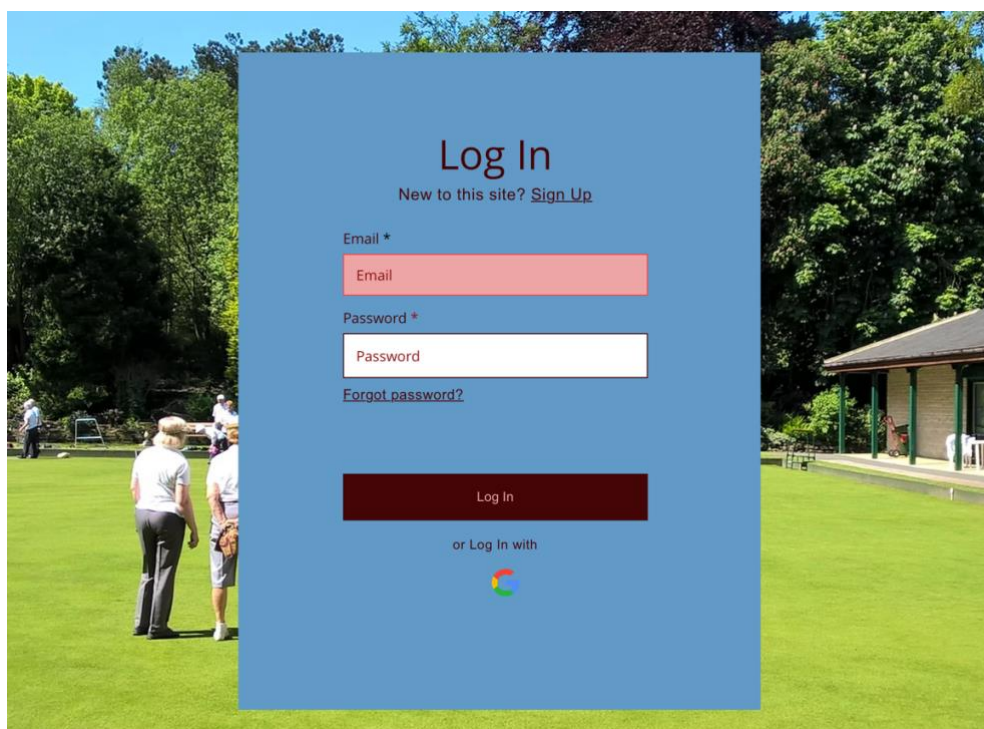 Log In
New to this site? Sign Up
Email *
Email
Password *
Password
Forgot password?
Log In
or Log In with